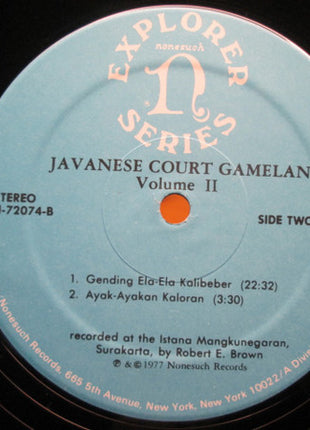 EXPLORER
nonesuch
n
SERIES
JAVANESE COURT GAMELAN
Volume II
STEREO
H-72074-B
SIDE TWO
1. Gending Ela-Ela Kalibeber (22:32)
2. Ayak-Ayakan Kaloran (3:30)
recorded at the Istana Mangkunegaran,
Surakarta, by Robert E. Brown
℗ & © 1977 Nonesuch Records
Nonesuch Records, 665 5th Avenue, New York, New York 10022/A Divi